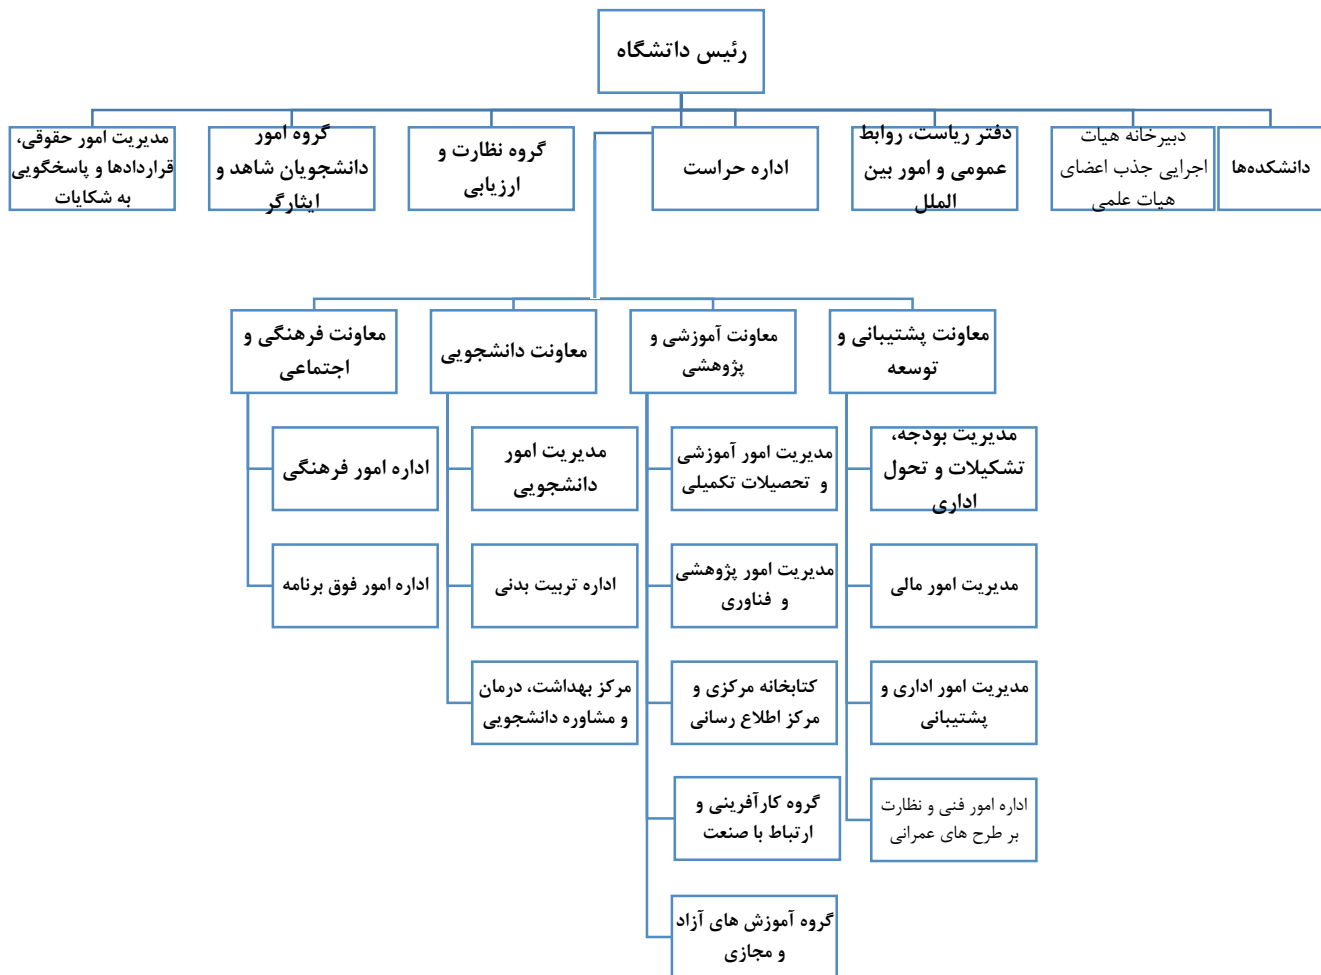 رئیس داتشگاه
دانشکده‌ها
دبیرخانه هیات
اجرایی جذب اعضای
هیات علمی
دفتر ریاست، روابط
عمومی و امور بین
الملل
اداره حراست
گروه نظارت و
ارزیابی
گروه امور
دانشجویان شاهد و
ایثارگر
مدیریت امور حقوقی،
قراردادها و پاسخگویی
به شکایات
معاونت پشتیبانی و
توسعه
معاونت آموزشی و
پژوهشی
معاونت دانشجویی
معاونت فرهنگی و
اجتماعی
مدیریت بودجه،
تشکیلات و تحول
اداری
مدیریت امور مالی
مدیریت امور اداری و
پشتیبانی
اداره امور فنی و نظارت
بر طرح های عمرانی
مدیریت امور آموزشی
و تحصیلات تکمیلی
مدیریت امور پژوهشی
و فناوری
کتابخانه مرکزی و
مرکز اطلاع رسانی
گروه کارآفرینی و
ارتباط با صنعت
گروه آموزش های آزاد
و مجازی
مدیریت امور
دانشجویی
اداره تربیت بدنی
مرکز بهداشت، درمان
و مشاوره دانشجویی
اداره امور فرهنگی
اداره امور فوق برنامه